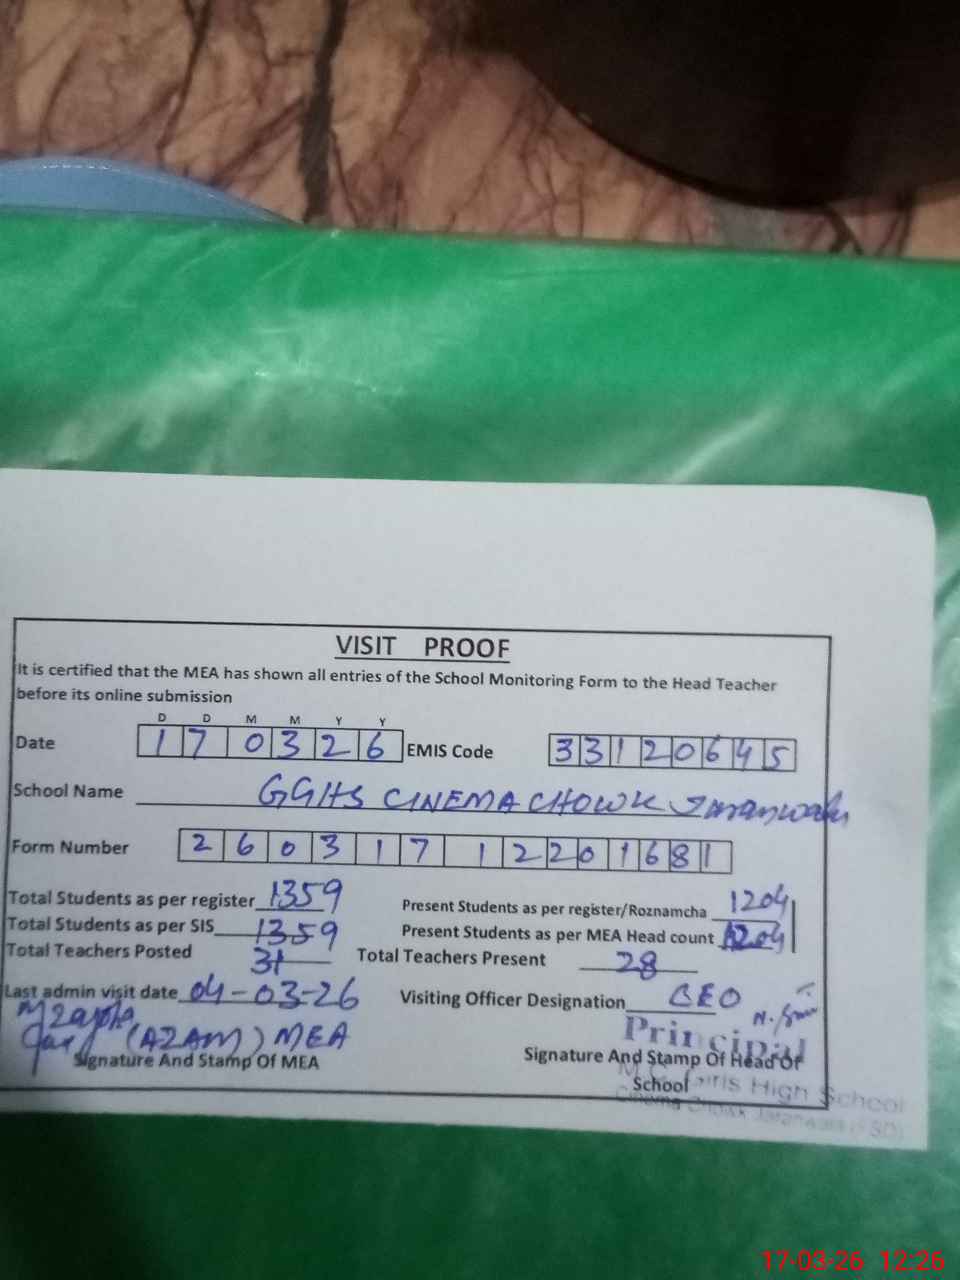 VISIT PROOF
It is certified that the MEA has shown all entries of the School Monitoring Form to the Head Teacher
before its online submission
D D M M Y Y
Date 1 7 0 3 2 6 EMIS Code 3 3 1 2 0 6 4 5
School Name GGHS CINEMA CHOWK Jaranwala
Form Number 2 6 0 3 1 7 1 2 2 0 1 6 8 1
Total Students as per register 1359 Present Students as per register/Roznamcha 1204
Total Students as per SIS 1359 Present Students as per MEA Head count 1204
Total Teachers Posted 31 Total Teachers Present 28
Last admin visit date 04-03-26 Visiting Officer Designation CEO
(AZAM) MEA
Principal
Signature And Stamp Of MEA Signature And Stamp Of Head Of
School
Girls High School
Cinema Chowk Jaranwala (FSD)
17-03-26 12:26